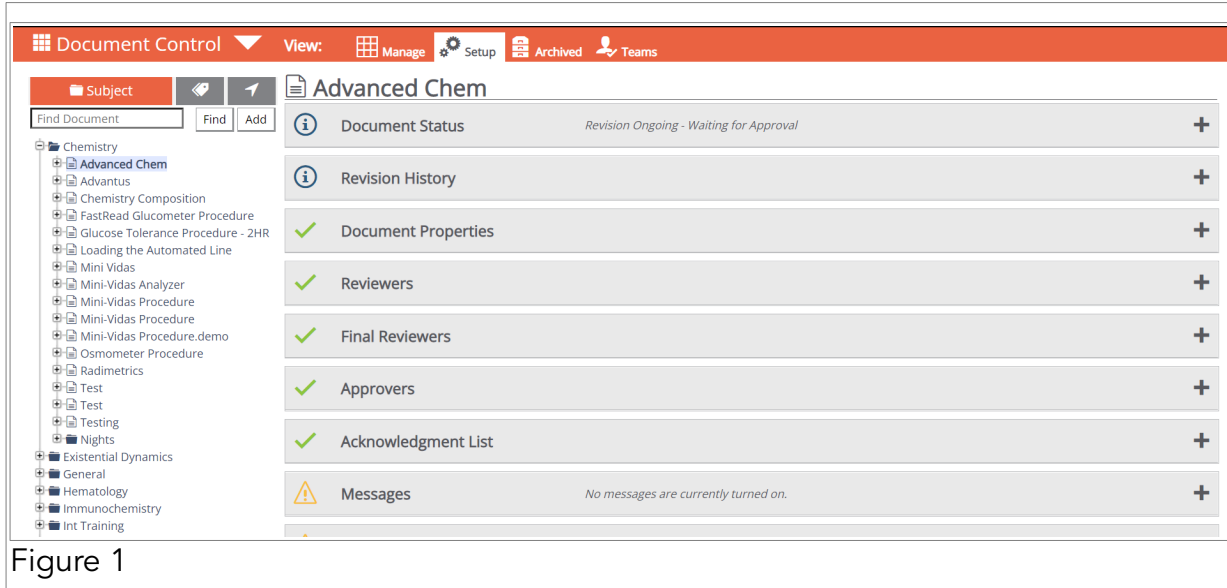 Document Control View: Manage Setup Archived Teams
Subject
Find Document Find Add
Chemistry
Advanced Chem
Advantus
Chemistry Composition
FastRead Glucometer Procedure
Glucose Tolerance Procedure - 2HR
Loading the Automated Line
Mini Vidas
Mini-Vidas Analyzer
Mini-Vidas Procedure
Mini-Vidas Procedure
Mini-Vidas Procedure.demo
Osmometer Procedure
Radimetrics
Test
Test
Testing
Nights
Existential Dynamics
General
Hematology
Immunochemistry
Int Training
Advanced Chem
Document Status Revision Ongoing - Waiting for Approval
Revision History
Document Properties
Reviewers
Final Reviewers
Approvers
Acknowledgment List
Messages No messages are currently turned on.
Figure 1